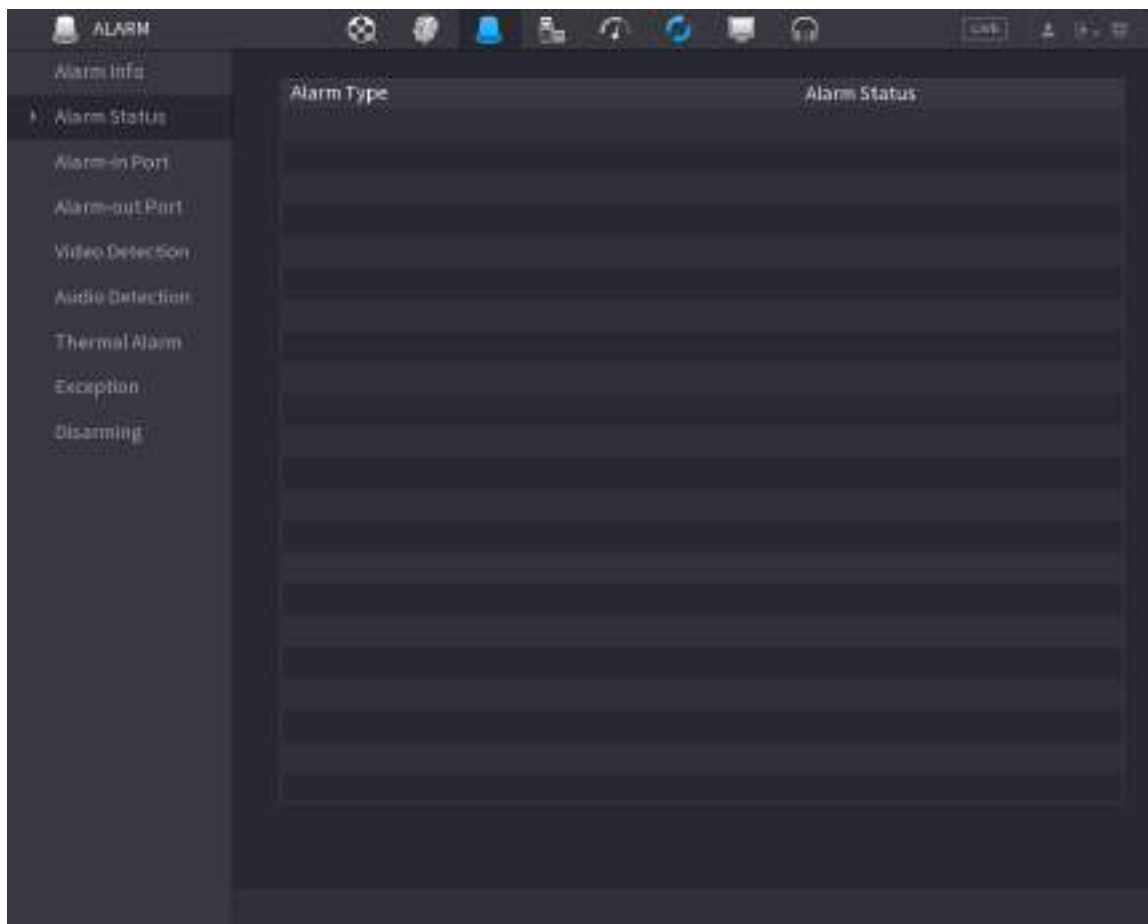 ALARM
LIVE
Alarm Info
Alarm Status
Alarm-in Port
Alarm-out Port
Video Detection
Audio Detection
Thermal Alarm
Exception
Disarming
Alarm Type
Alarm Status